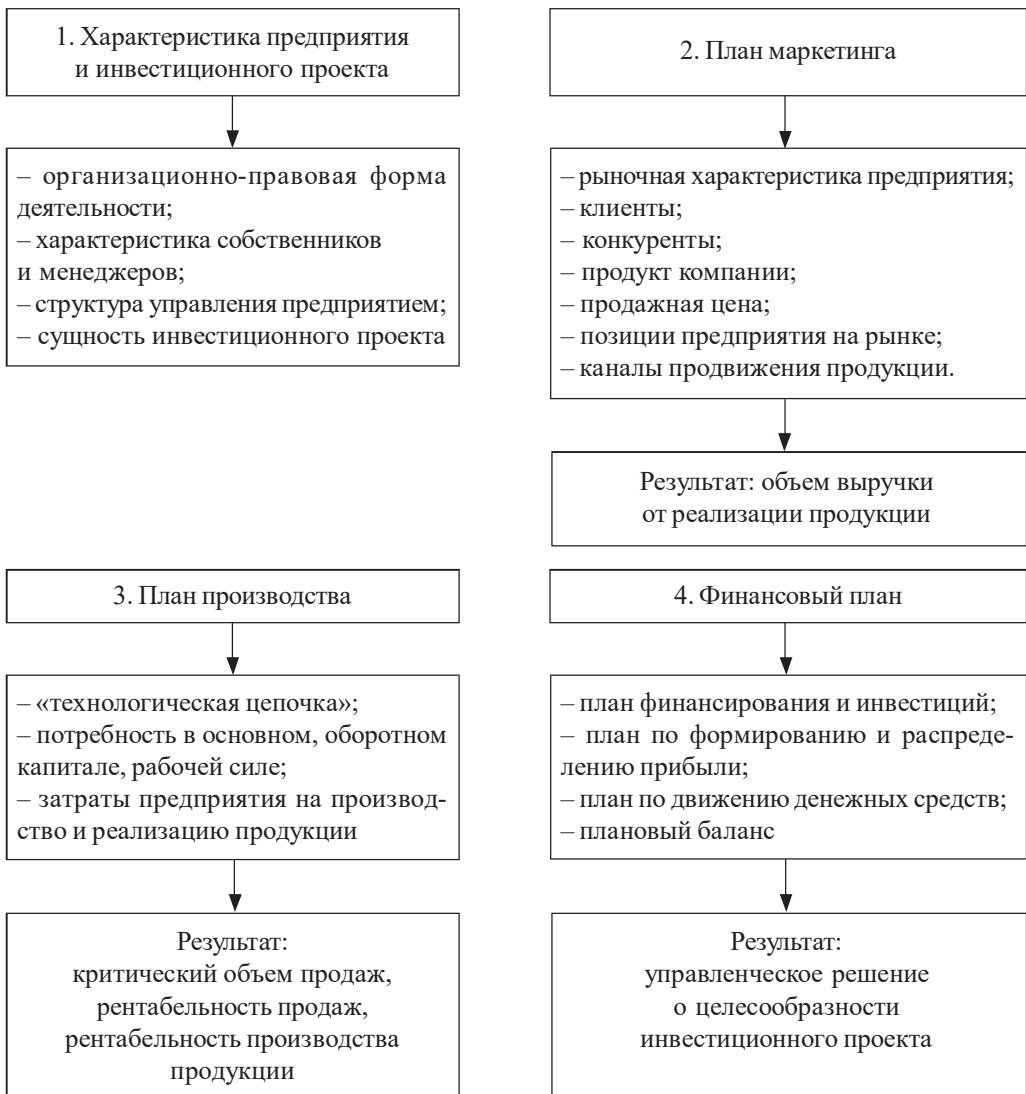 1. Характеристика предприятия
и инвестиционного проекта
– организационно-правовая форма
деятельности;
– характеристика собственников
и менеджеров;
– структура управления предприятием;
– сущность инвестиционного проекта
2. План маркетинга
– рыночная характеристика предприятия;
– клиенты;
– конкуренты;
– продукт компании;
– продажная цена;
– позиции предприятия на рынке;
– каналы продвижения продукции.
Результат: объем выручки
от реализации продукции
3. План производства
– «технологическая цепочка»;
– потребность в основном, оборотном
капитале, рабочей силе;
– затраты предприятия на производ-
ство и реализацию продукции
Результат:
критический объем продаж,
рентабельность продаж,
рентабельность производства
продукции
4. Финансовый план
– план финансирования и инвестиций;
– план по формированию и распреде-
лению прибыли;
– план по движению денежных средств;
– плановый баланс
Результат:
управленческое решение
о целесообразности
инвестиционного проекта